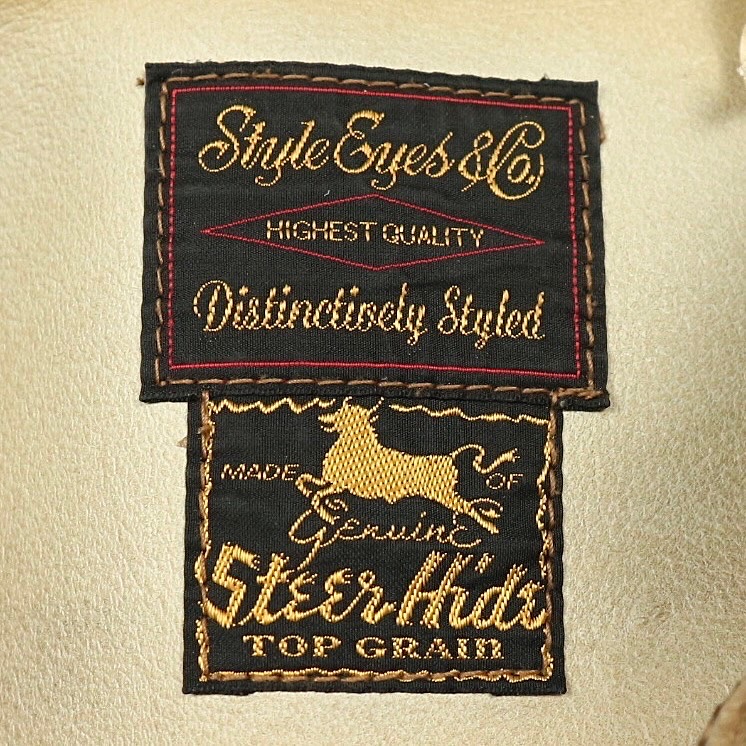 Style Eyes & Co.
HIGHEST QUALITY
Distinctively Styled
MADE OF
Genuine
Steer Hide
TOP GRAIN